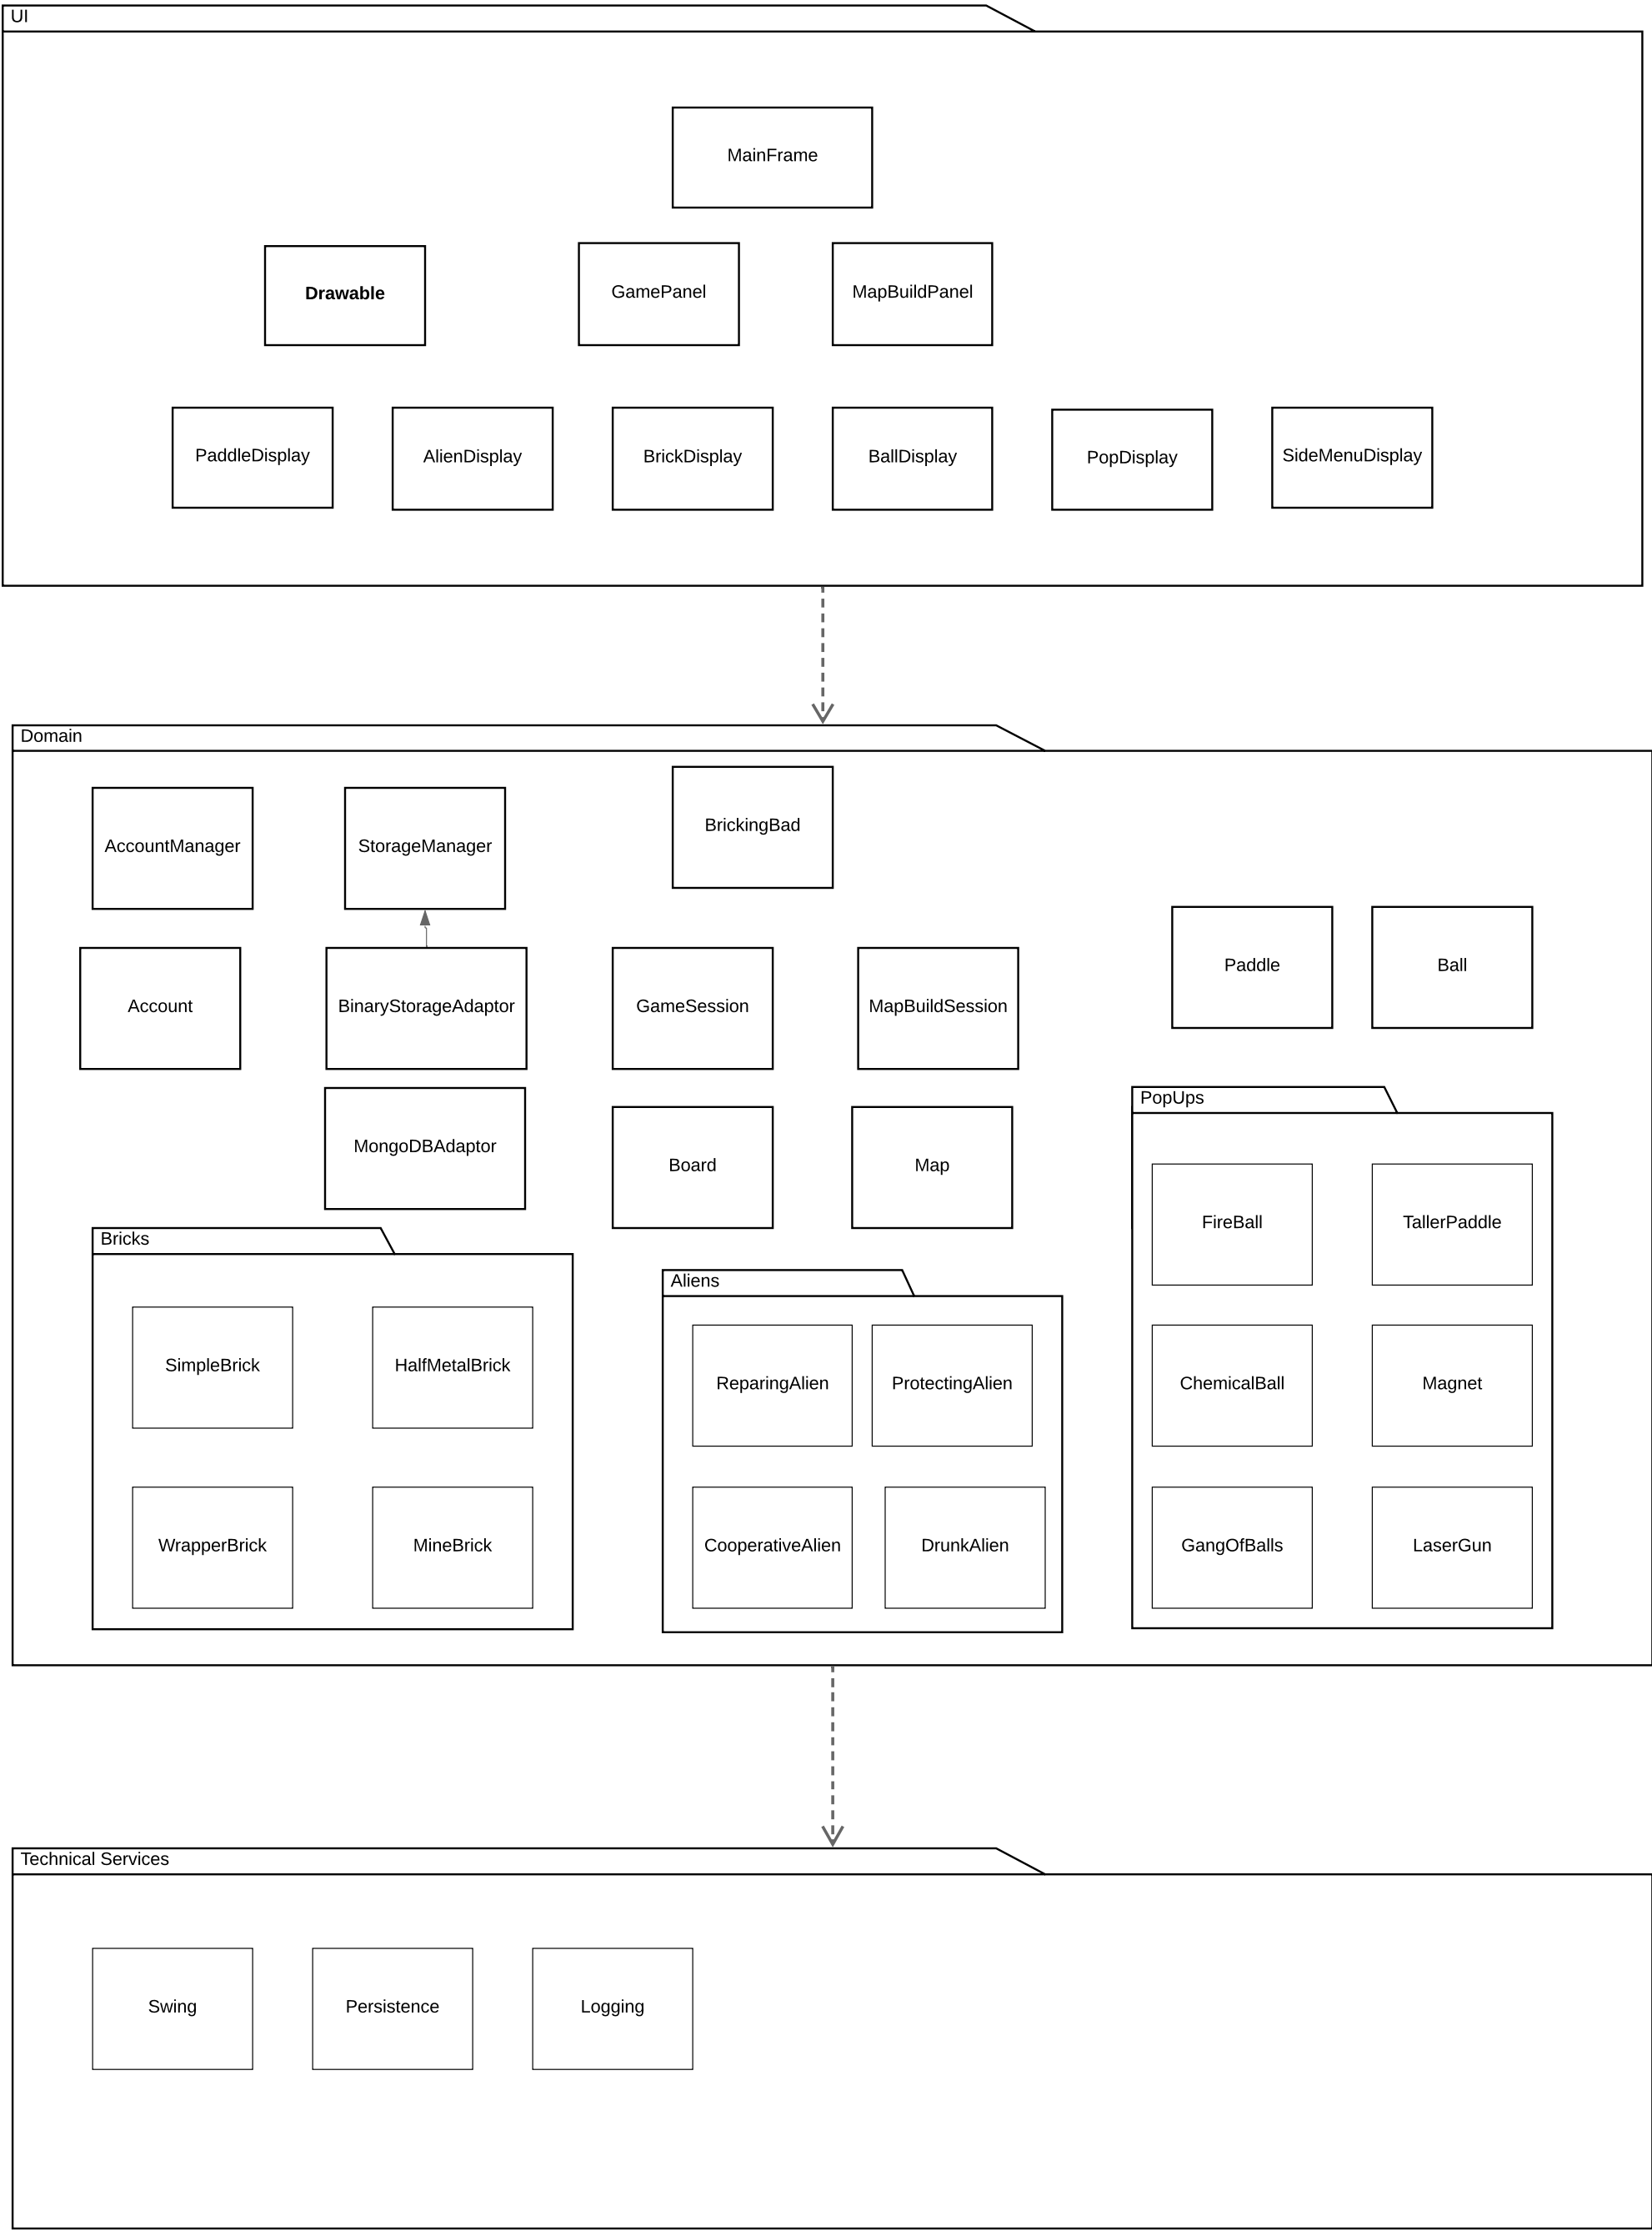 UI
MainFrame
Drawable
GamePanel
MapBuildPanel
PaddleDisplay
AlienDisplay
BrickDisplay
BallDisplay
PopDisplay
SideMenuDisplay
Domain
AccountManager
StorageManager
BrickingBad
Paddle
Ball
Account
BinaryStorageAdaptor
GameSession
MapBuildSession
MongoDBAdaptor
Board
Map
Bricks
SimpleBrick
HalfMetalBrick
WrapperBrick
MineBrick
Aliens
ReparingAlien
ProtectingAlien
CooperativeAlien
DrunkAlien
PopUps
FireBall
TallerPaddle
ChemicalBall
Magnet
GangOfBalls
LaserGun
Technical Services
Swing
Persistence
Logging